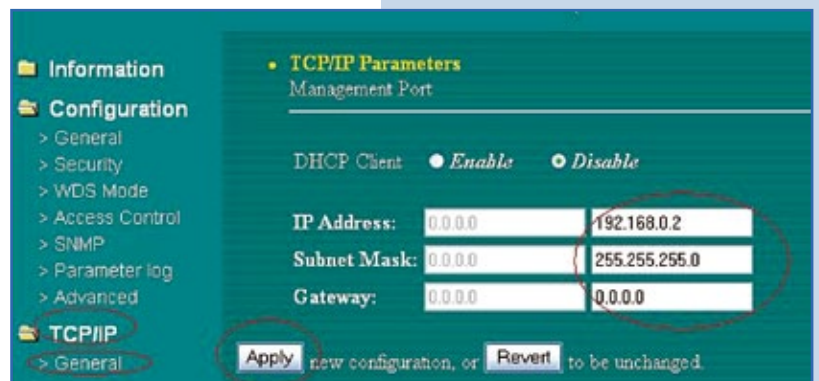 Information
Configuration
> General
> Security
> WDS Mode
> Access Control
> SNMP
> Parameter log
> Advanced
TCP/IP
> General
• TCP/IP Parameters
Management Port
DHCP Client Enable Disable
IP Address: 0.0.0.0 192.168.0.2
Subnet Mask: 0.0.0.0 255.255.255.0
Gateway: 0.0.0.0 0.0.0.0
Apply new configuration, or Revert to be unchanged.